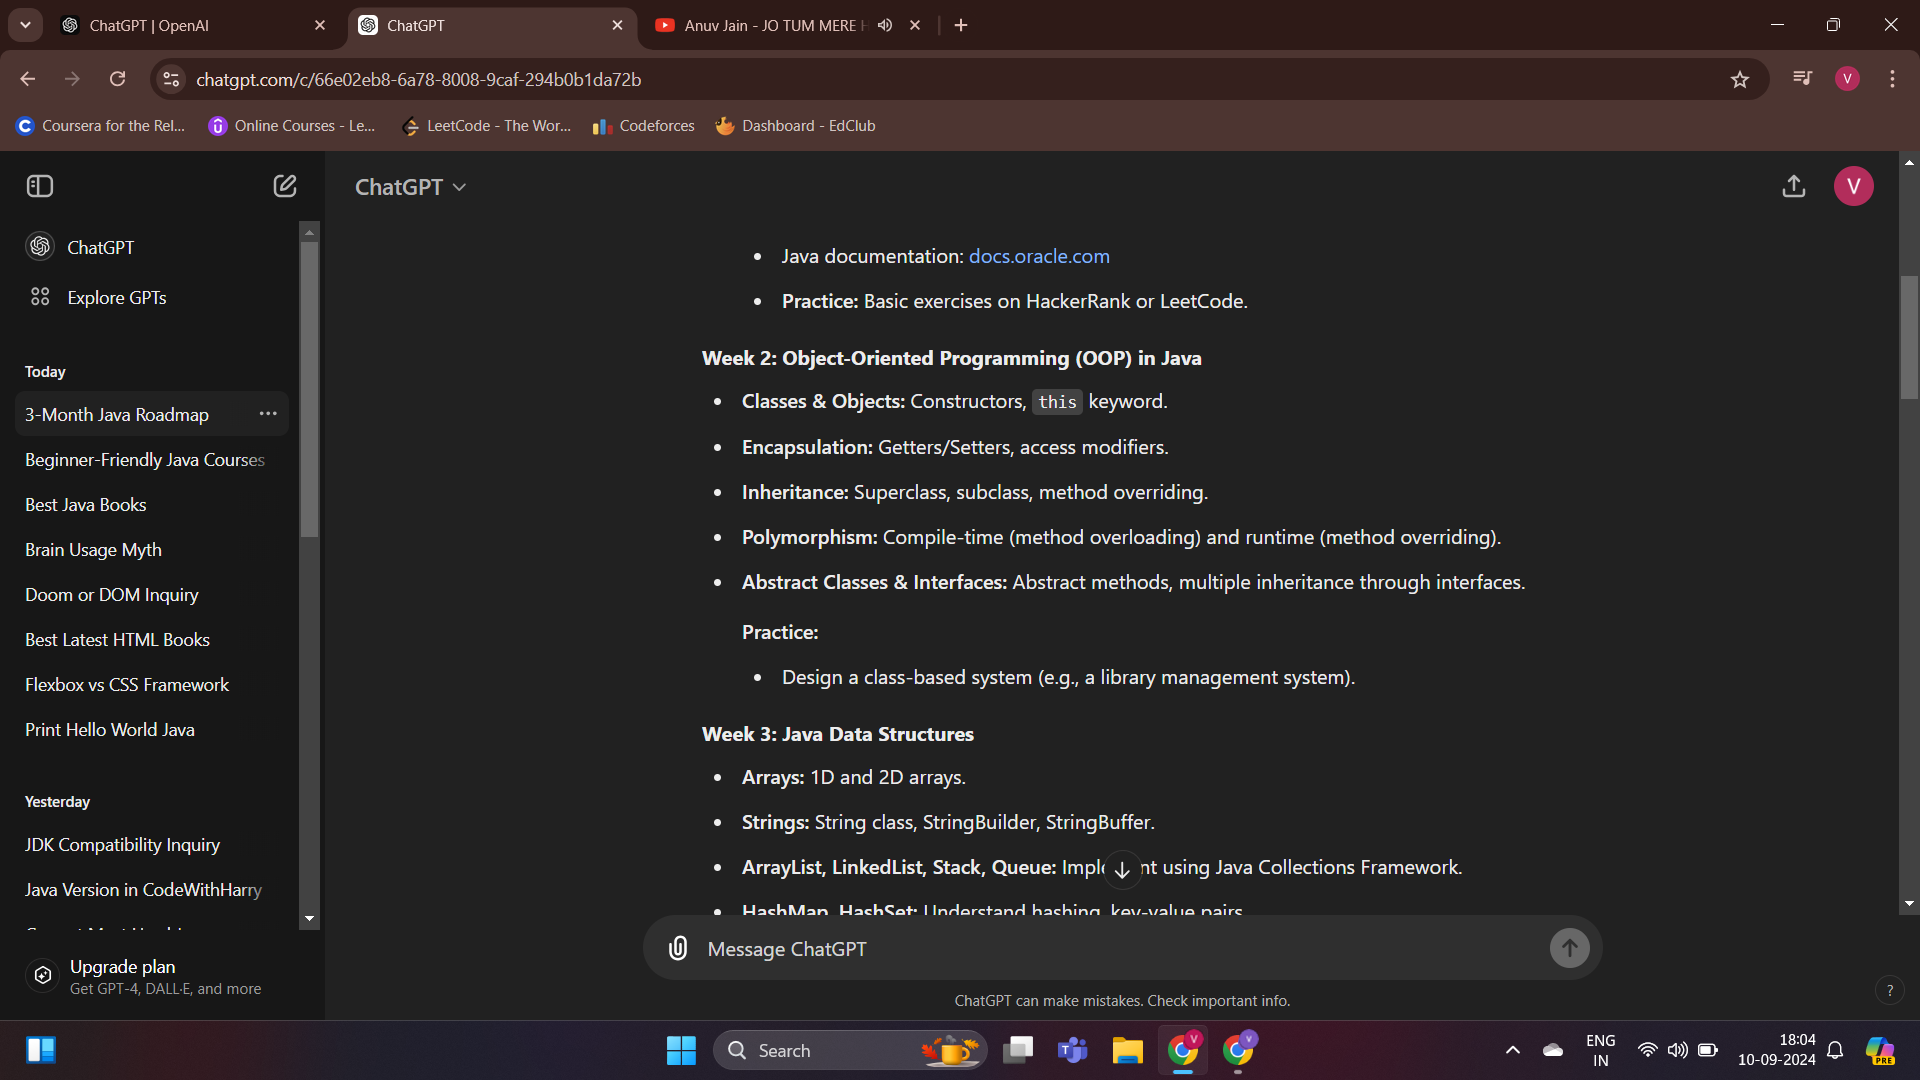 ChatGPT | OpenAI
ChatGPT
Anuv Jain - JO TUM MERE
chatgpt.com/c/66e02eb8-6a78-8008-9caf-294b0b1da72b
V
Coursera for the Rel...
Online Courses - Le...
LeetCode - The Wor...
Codeforces
Dashboard - EdClub
ChatGPT
Explore GPTs
Today
3-Month Java Roadmap
Beginner-Friendly Java Courses
Best Java Books
Brain Usage Myth
Doom or DOM Inquiry
Best Latest HTML Books
Flexbox vs CSS Framework
Print Hello World Java
Yesterday
JDK Compatibility Inquiry
Java Version in CodeWithHarry
Upgrade plan
Get GPT-4, DALL·E, and more
ChatGPT
V
• Java documentation: docs.oracle.com
• Practice: Basic exercises on HackerRank or LeetCode.
Week 2: Object-Oriented Programming (OOP) in Java
• Classes & Objects: Constructors, this keyword.
• Encapsulation: Getters/Setters, access modifiers.
• Inheritance: Superclass, subclass, method overriding.
• Polymorphism: Compile-time (method overloading) and runtime (method overriding).
• Abstract Classes & Interfaces: Abstract methods, multiple inheritance through interfaces.
Practice:
• Design a class-based system (e.g., a library management system).
Week 3: Java Data Structures
• Arrays: 1D and 2D arrays.
• Strings: String class, StringBuilder, StringBuffer.
• ArrayList, LinkedList, Stack, Queue: Implement using Java Collections Framework.
• HashMap, HashSet: Understand hashing, key-value pairs
Message ChatGPT
ChatGPT can make mistakes. Check important info.
?
Search
V
V
ENG
IN
18:04
10-09-2024
PRE